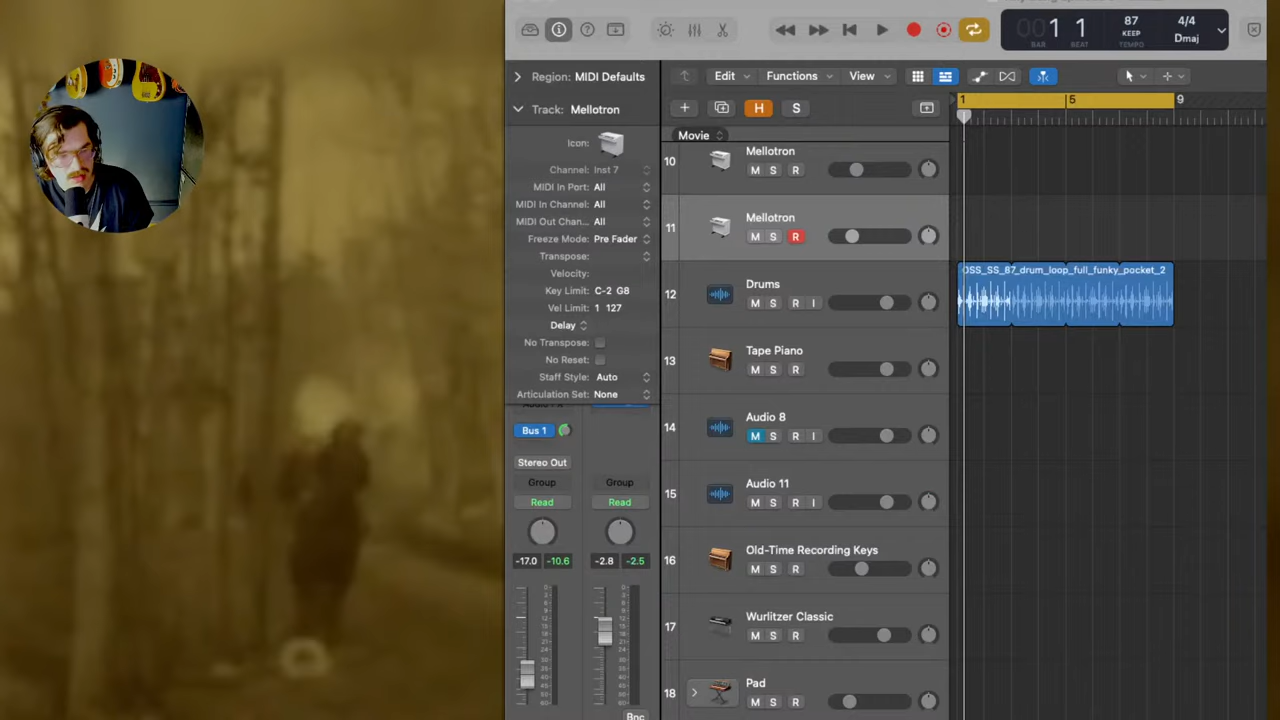 1 1
BAR BEAT
87
KEEP
TEMPO
4/4
Dmaj
Region: MIDI Defaults
Edit
Functions
View
1
5
9
Track: Mellotron
H
S
Movie
Icon:
Channel: Inst 7
MIDI In Port: All
MIDI In Channel: All
MIDI Out Chan... All
Freeze Mode: Pre Fader
Transpose:
Velocity:
Key Limit: C-2 G8
Vel Limit: 1 127
Delay
No Transpose:
No Reset:
Staff Style: Auto
Articulation Set: None
Bus 1
Stereo Out
Group
Group
Read
Read
-17.0
-10.6
-2.8
-2.5
Bnc
10
Mellotron
M S R
11
Mellotron
M S R
12
Drums
M S R I
OSS_SS_87_drum_loop_full_funky_pocket_2
13
Tape Piano
M S R
14
Audio 8
M S R I
15
Audio 11
M S R I
16
Old-Time Recording Keys
M S R
17
Wurlitzer Classic
M S R
18
Pad
M S R